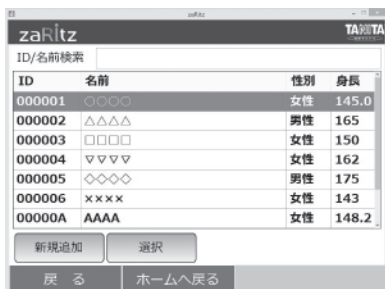 zaRitz
zaRitz
TANITA
ID/名前検索
ID 名前 性別 身長
000001 ○○○○ 女性 145.0
000002 △△△△ 男性 165
000003 □□□□ 女性 150
000004 ▽▽▽▽ 女性 162
000005 ◇◇◇◇ 男性 175
000006 ×××× 女性 143
00000A AAAA 女性 148.2
新規追加 選択
戻 る ホームへ戻る